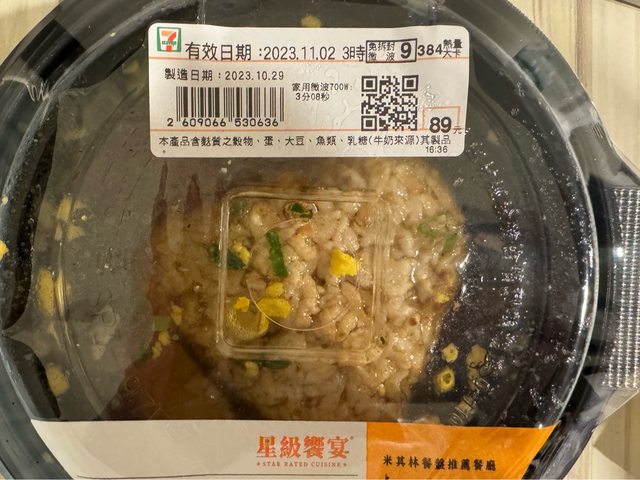 7
ELEVEN
有效日期:2023.11.02 3時
免拆封
微波 9
384 熱量
大卡
製造日期:2023.10.29
家用微波700W:
3分08秒
2 609066 530636
89元
本產品含麩質之穀物、蛋、大豆、魚類、乳糖(牛奶來源)其製品
16:36
星級饗宴
★ STAR RATED CUISINE ★
米其林餐盤推薦餐廳